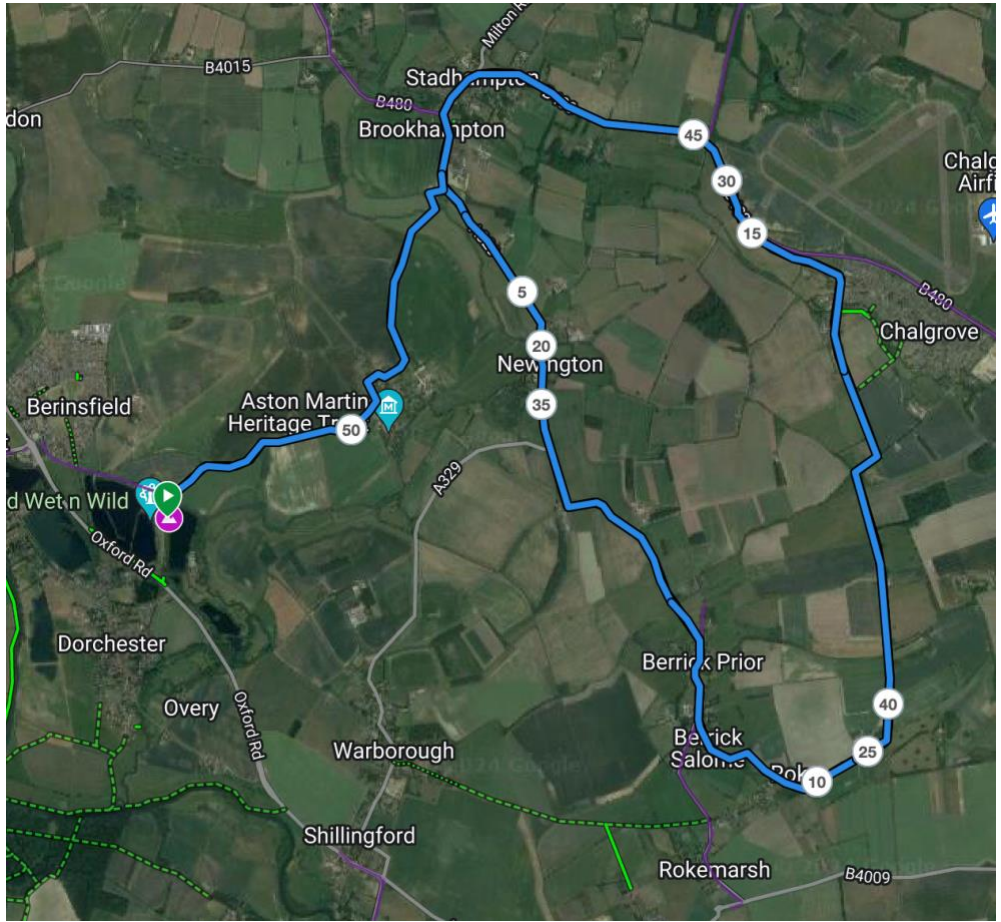 Milton R
B4015
Stadhampton
B480
don
Brookhampton
45
Chalg
Airfi
30
15
B480
5
Chalgrove
20
Newington
Aston Martin
Heritage Tr
Berinsfield
35
50
A329
d Wet n Wild
Oxford Rd
Dorchester
Berrick Prior
Overy
Oxford Rd
40
Warborough
Berrick
Salome
25
Rok
10
Shillingford
Rokemarsh
B4009